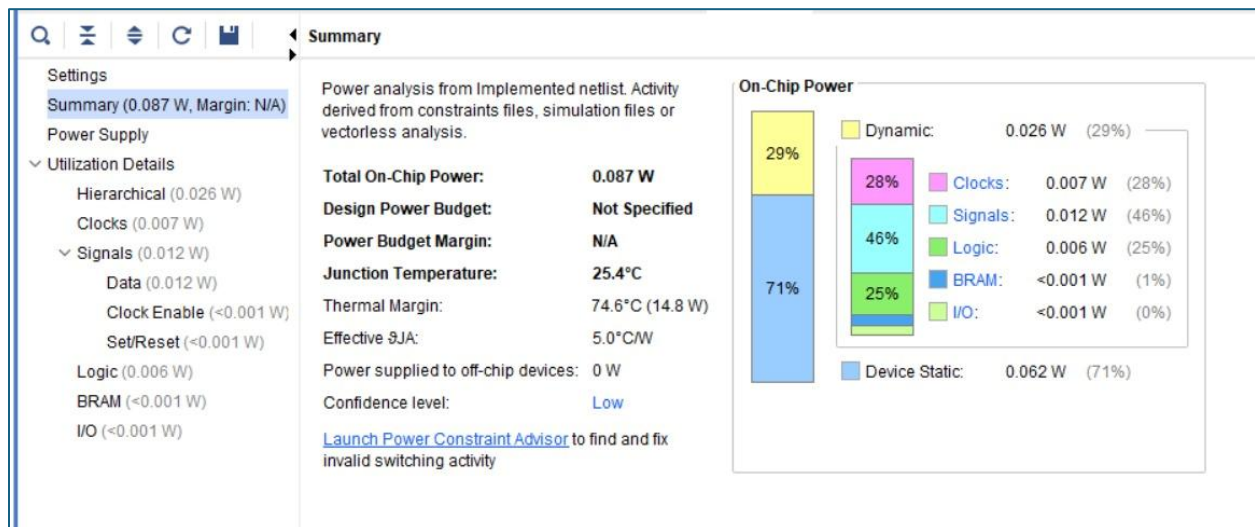 Summary
Settings
Summary (0.087 W, Margin: N/A)
Power Supply
Utilization Details
Hierarchical (0.026 W)
Clocks (0.007 W)
Signals (0.012 W)
Data (0.012 W)
Clock Enable (<0.001 W)
Set/Reset (<0.001 W)
Logic (0.006 W)
BRAM (<0.001 W)
I/O (<0.001 W)
Power analysis from Implemented netlist. Activity
derived from constraints files, simulation files or
vectorless analysis.
Total On-Chip Power: 0.087 W
Design Power Budget: Not Specified
Power Budget Margin: N/A
Junction Temperature: 25.4°C
Thermal Margin: 74.6°C (14.8 W)
Effective ϑJA: 5.0°C/W
Power supplied to off-chip devices: 0 W
Confidence level: Low
Launch Power Constraint Advisor to find and fix
invalid switching activity
On-Chip Power
29%
71%
Dynamic: 0.026 W (29%)
28%
46%
25%
Clocks: 0.007 W (28%)
Signals: 0.012 W (46%)
Logic: 0.006 W (25%)
BRAM: <0.001 W (1%)
I/O: <0.001 W (0%)
Device Static: 0.062 W (71%)